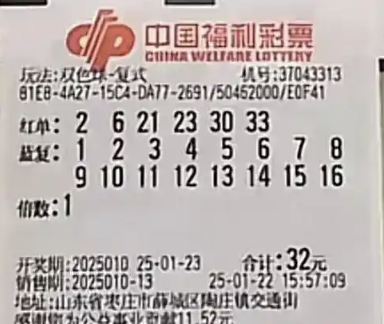 中国福利彩票
CHINA WELFARE LOTTERY
玩法:双色球-复式 机号:37043313
81E8-4A27-15C4-DA77-2691/50452000/E0F41
红单: 2 6 21 23 30 33
蓝复: 1 2 3 4 5 6 7 8
9 10 11 12 13 14 15 16
倍数:1
开奖期:2025010 25-01-23 合计:32元
销售期:2025010-13 25-01-22 15:57:09
地址:山东省枣庄市薛城区陶庄镇交通街
感谢您为公益事业贡献11.52元